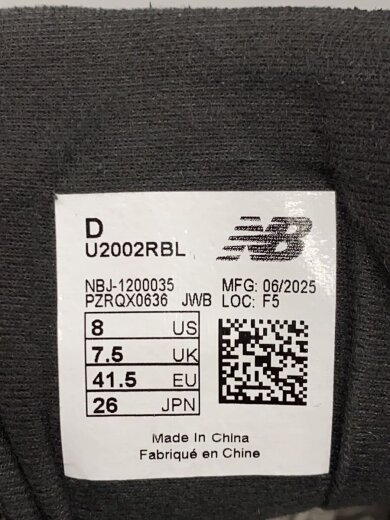 D
U2002RBL
NB
NBJ-1200035 MFG: 06/2025
PZRQX0636 JWB LOC: F5
8 US
7.5 UK
41.5 EU
26 JPN
Made In China
Fabriqué en Chine